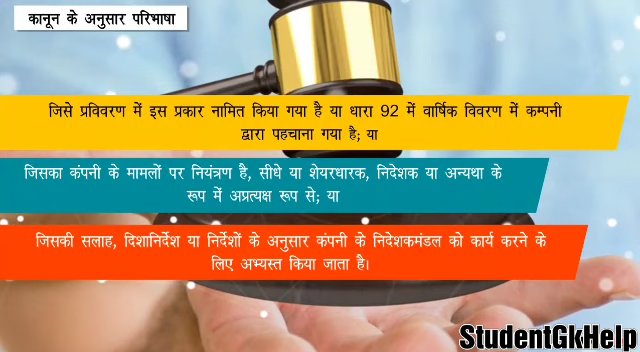 कानून के अनुसार परिभाषा
जिसे प्रविवरण में इस प्रकार नामित किया गया है या धारा 92 में वार्षिक विवरण में कम्पनी
द्वारा पहचाना गया है; या
जिसका कंपनी के मामलों पर नियंत्रण है, सीधे या शेयरधारक, निदेशक या अन्यथा के
रूप में अप्रत्यक्ष रूप से; या
जिसकी सलाह, दिशानिर्देश या निर्देशों के अनुसार कंपनी के निदेशकमंडल को कार्य करने के
लिए अभ्यस्त किया जाता है।
StudentGkHelp